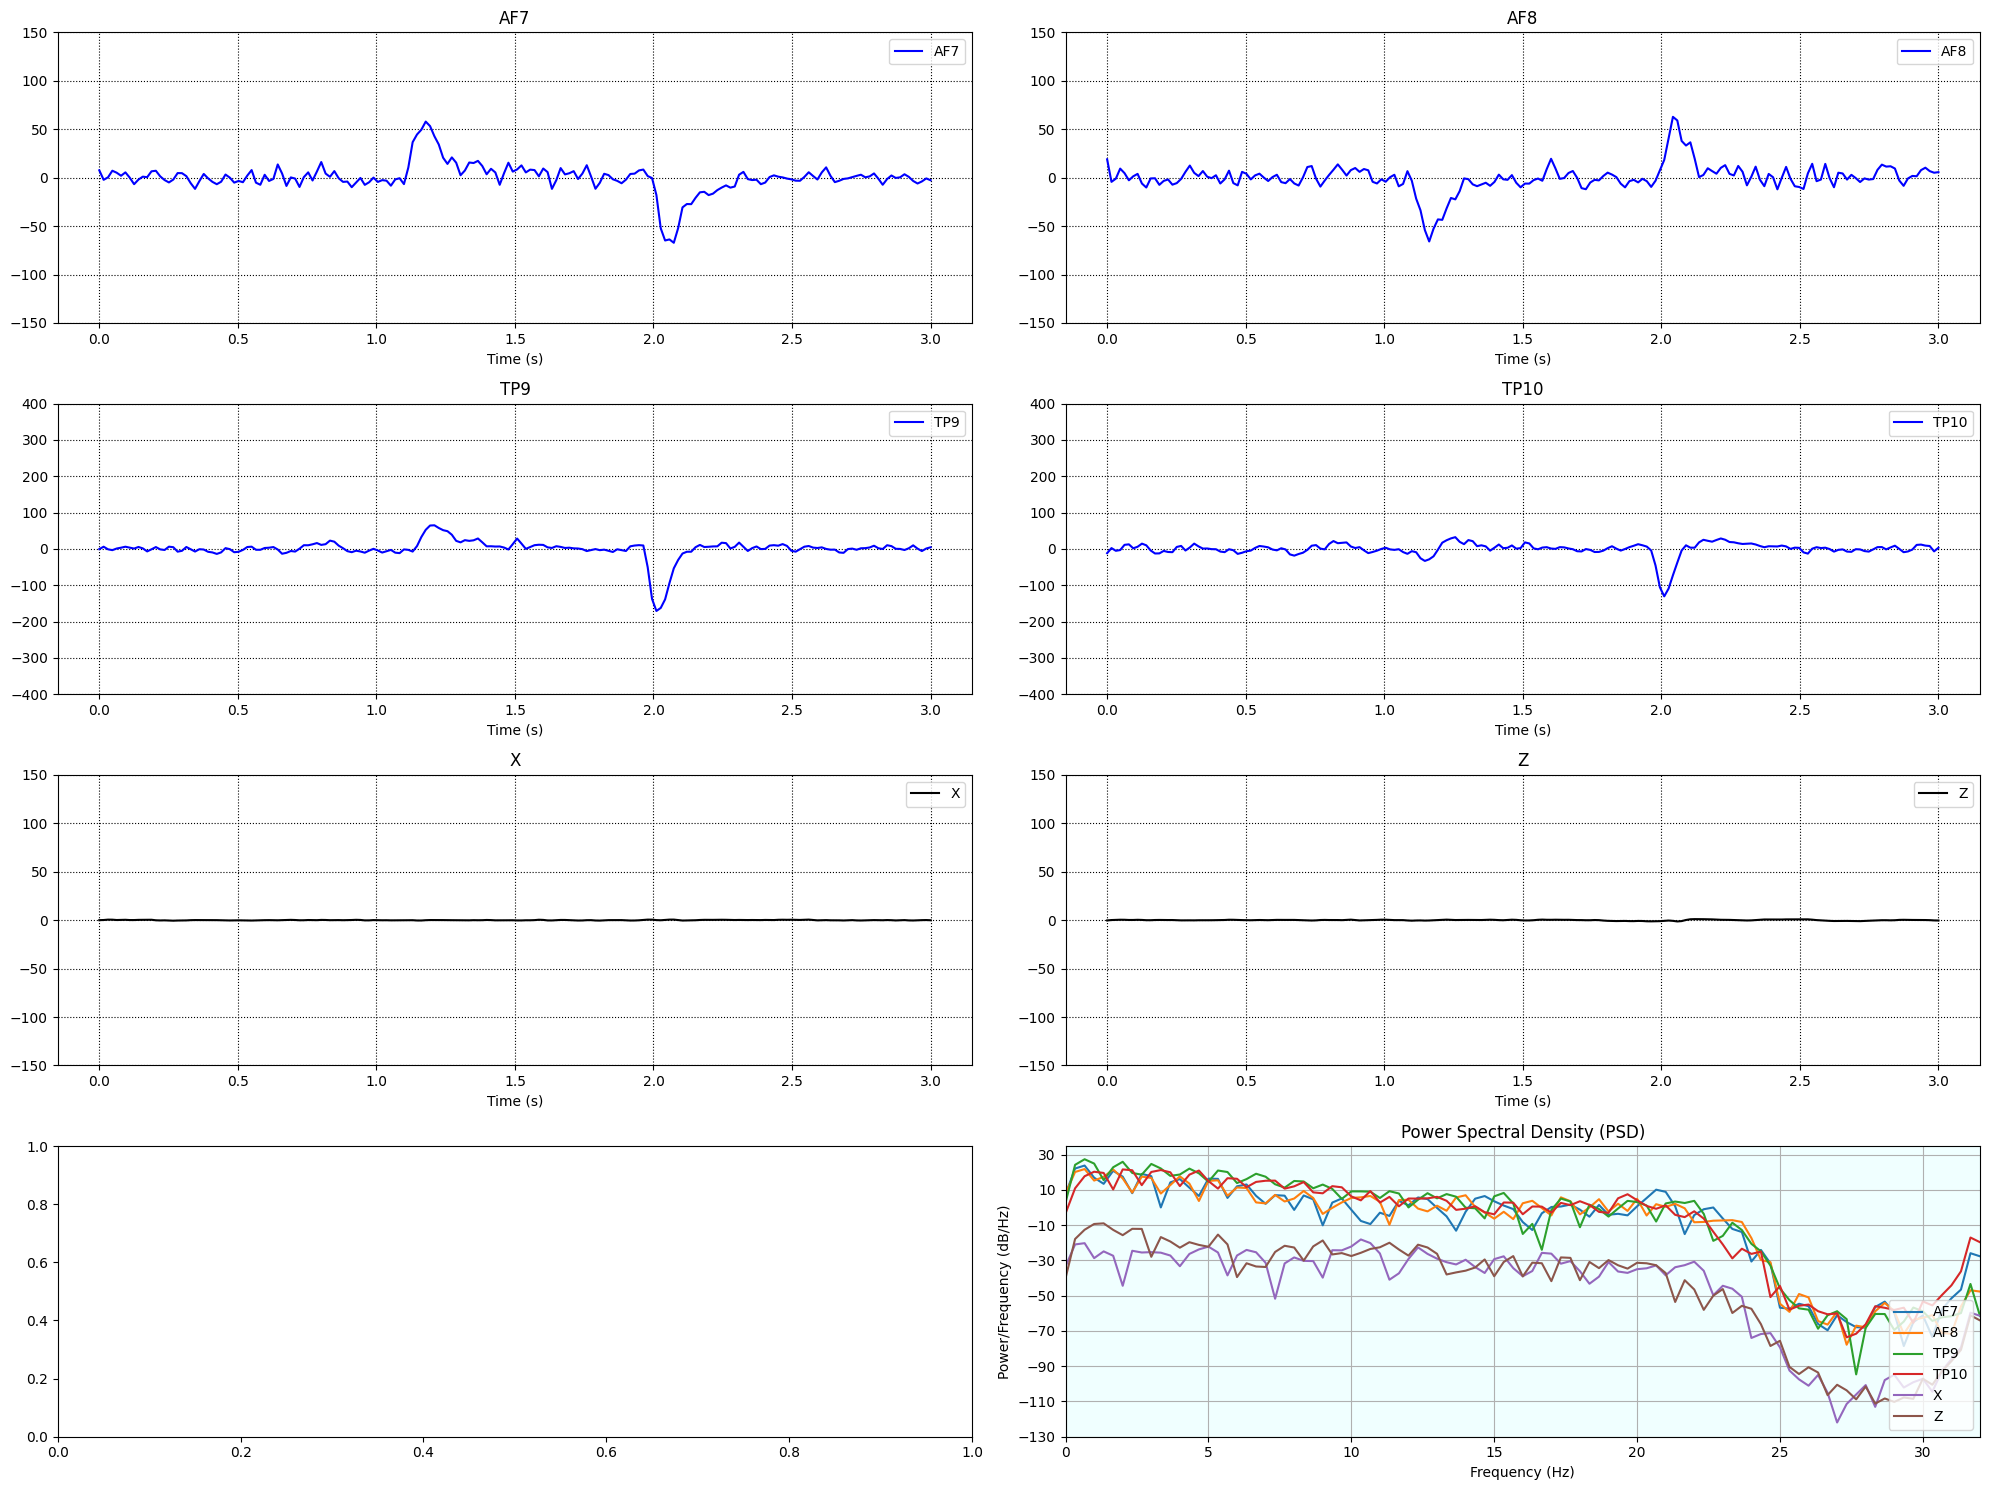 AF7
150
100
50
0
−50
−100
−150
0.0 0.5 1.0 1.5 2.0 2.5 3.0
Time (s)
AF7
AF8
150
100
50
0
−50
−100
−150
0.0 0.5 1.0 1.5 2.0 2.5 3.0
Time (s)
AF8
TP9
400
300
200
100
0
−100
−200
−300
−400
0.0 0.5 1.0 1.5 2.0 2.5 3.0
Time (s)
TP9
TP10
400
300
200
100
0
−100
−200
−300
−400
0.0 0.5 1.0 1.5 2.0 2.5 3.0
Time (s)
TP10
X
150
100
50
0
−50
−100
−150
0.0 0.5 1.0 1.5 2.0 2.5 3.0
Time (s)
X
Z
150
100
50
0
−50
−100
−150
0.0 0.5 1.0 1.5 2.0 2.5 3.0
Time (s)
Z
1.0
0.8
0.6
0.4
0.2
0.0
0.0 0.2 0.4 0.6 0.8 1.0
Power Spectral Density (PSD)
Power/Frequency (dB/Hz)
30
10
−10
−30
−50
−70
−90
−110
−130
0 5 10 15 20 25 30
Frequency (Hz)
AF7
AF8
TP9
TP10
X
Z